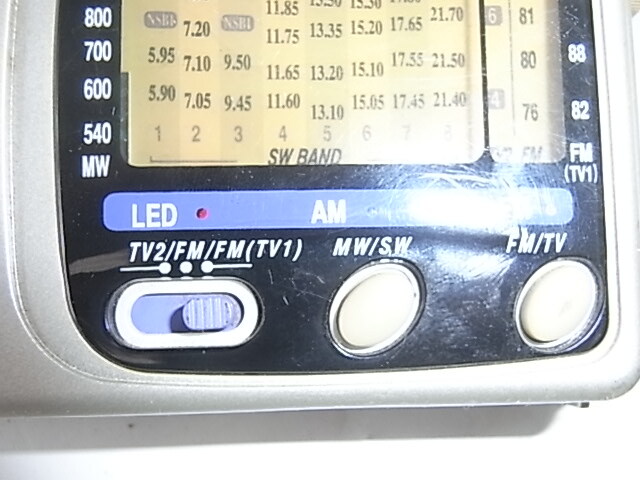 800 NSB1 7.20 NSB1 11.85 17.65 21.70 6 81
11.75 13.35 15.20
700 5.95 7.10 9.50 17.55 21.50 80 88
11.65 13.20 15.10
600 5.90 7.05 9.45 11.60 15.05 17.45 21.40 4 82
13.10 76
540 1 2 3 4 5 6 7 8
MW SW BAND FM FM
(TV1)
LED AM
TV2/FM/FM(TV1) MW/SW FM/TV